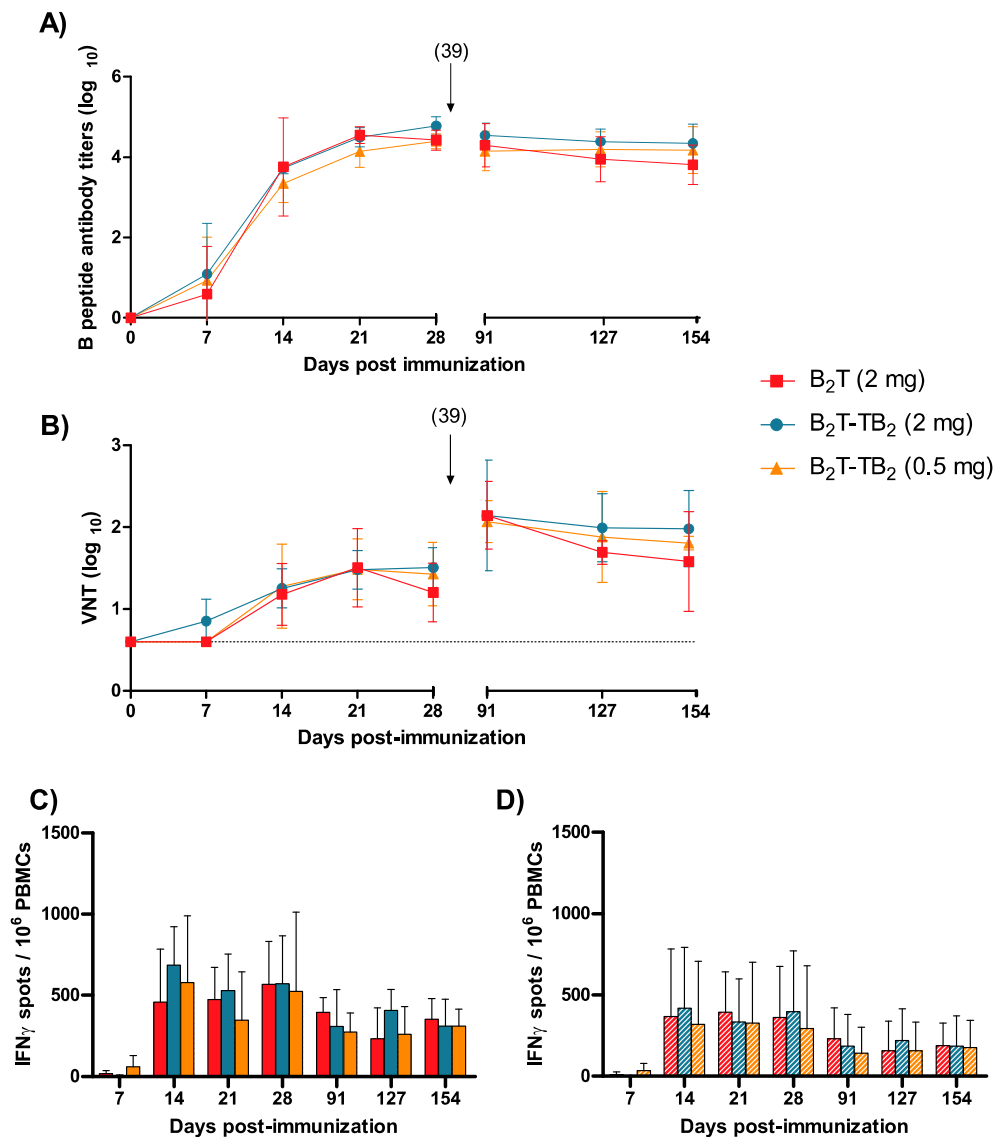 A)
(39)
B peptide antibody titers (log 10)
6
4
2
0
0 7 14 21 28 91 127 154
Days post immunization
B₂T (2 mg)
B₂T-TB₂ (2 mg)
B₂T-TB₂ (0.5 mg)
B)
(39)
VNT (log 10)
3
2
1
0
0 7 14 21 28 91 127 154
Days post-immunization
C)
IFNγ spots / 10⁶ PBMCs
1500
1000
500
0
7 14 21 28 91 127 154
Days post-immunization
D)
IFNγ spots / 10⁶ PBMCs
1500
1000
500
0
7 14 21 28 91 127 154
Days post-immunization